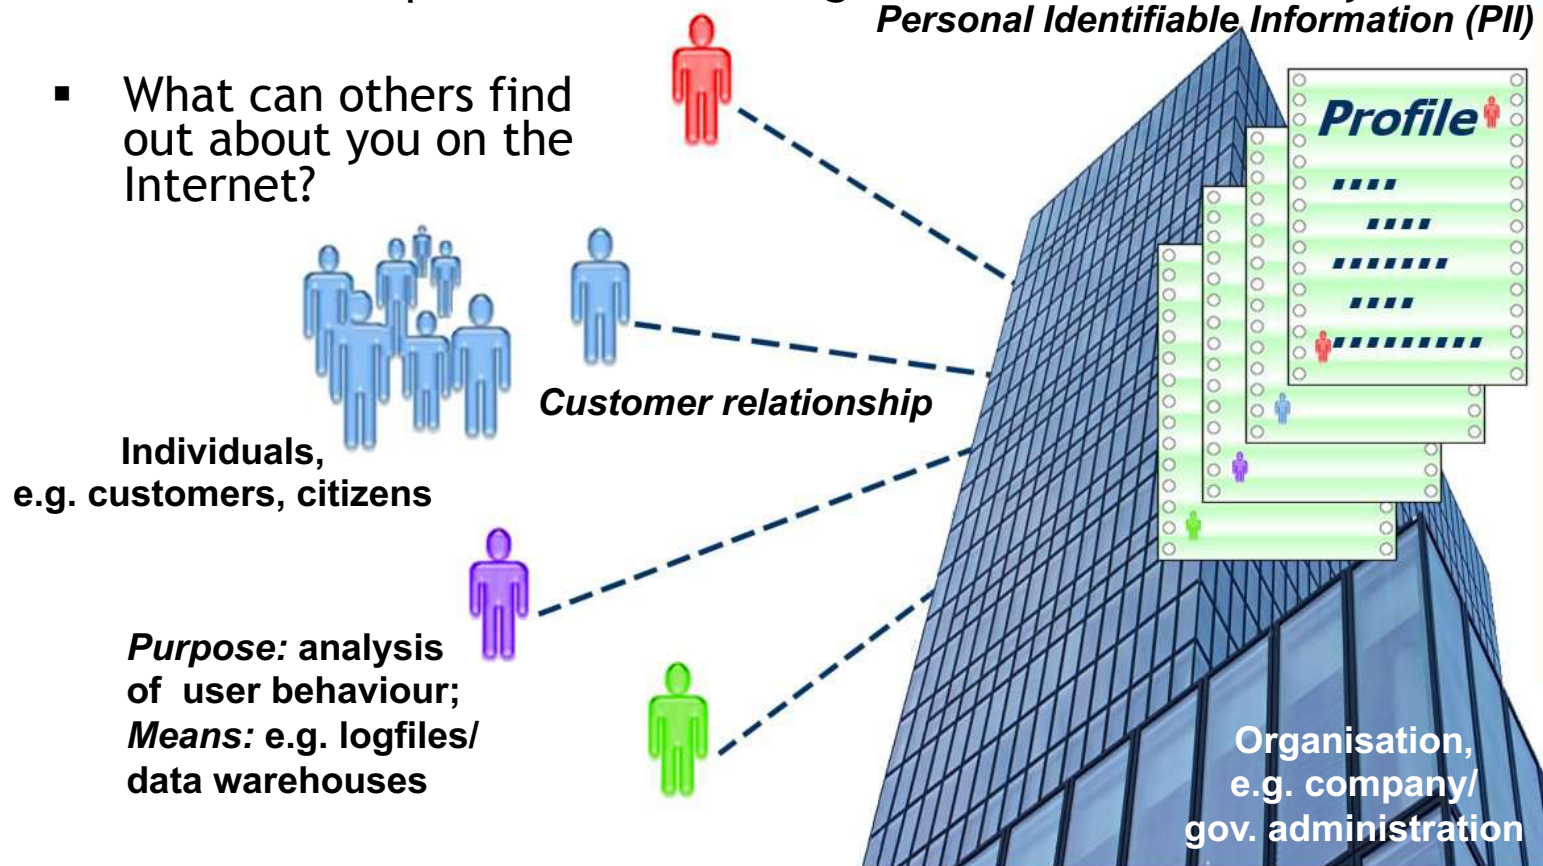 Personal Identifiable Information (PII)
▪ What can others find
out about you on the
Internet?
Profile
Customer relationship
Individuals,
e.g. customers, citizens
Purpose: analysis
of user behaviour;
Means: e.g. logfiles/
data warehouses
Organisation,
e.g. company/
gov. administration